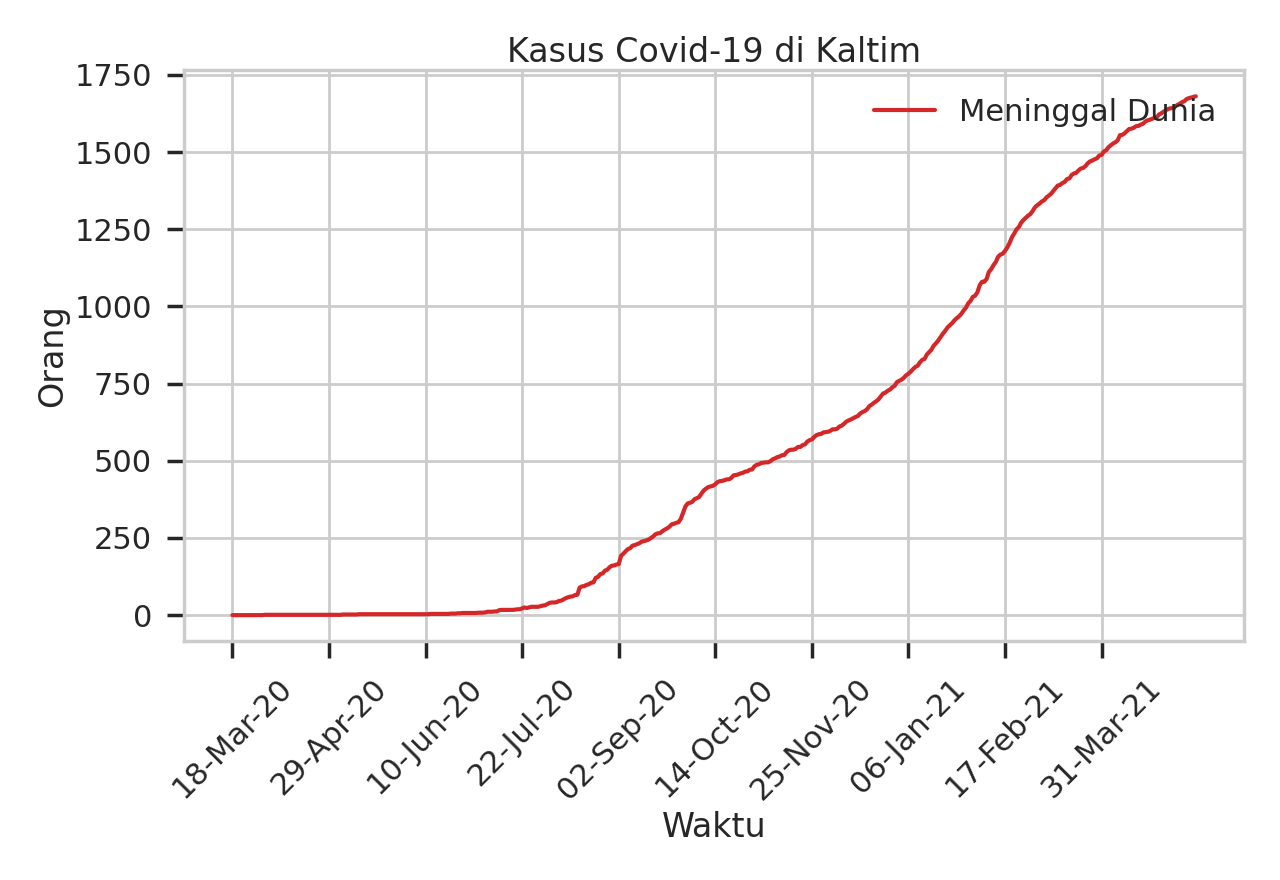 Kasus Covid-19 di Kaltim
Meninggal Dunia
Orang
1750
1500
1250
1000
750
500
250
0
18-Mar-20
29-Apr-20
10-Jun-20
22-Jul-20
02-Sep-20
14-Oct-20
25-Nov-20
06-Jan-21
17-Feb-21
31-Mar-21
Waktu